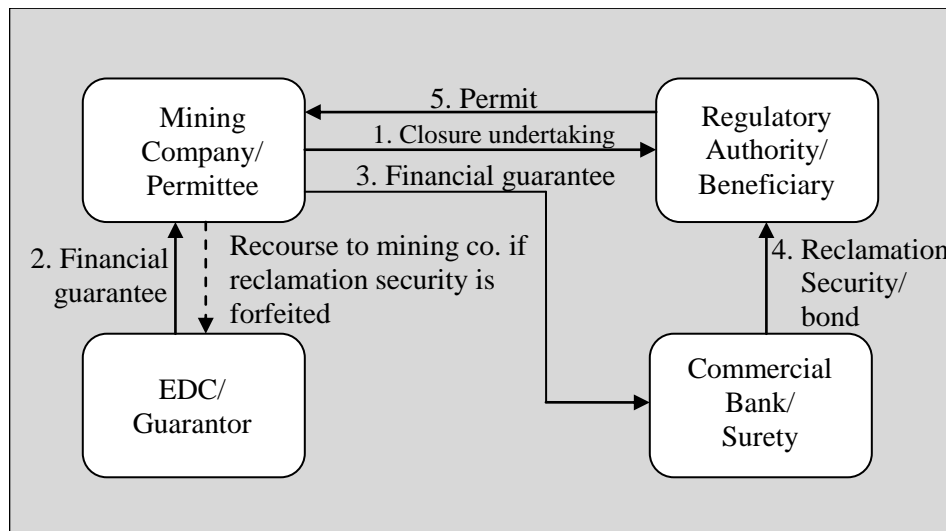 Mining
Company/
Permittee
5. Permit
1. Closure undertaking
3. Financial guarantee
Regulatory
Authority/
Beneficiary
2. Financial
guarantee
Recourse to mining co. if
reclamation security is
forfeited
4. Reclamation
Security/
bond
EDC/
Guarantor
Commercial
Bank/
Surety